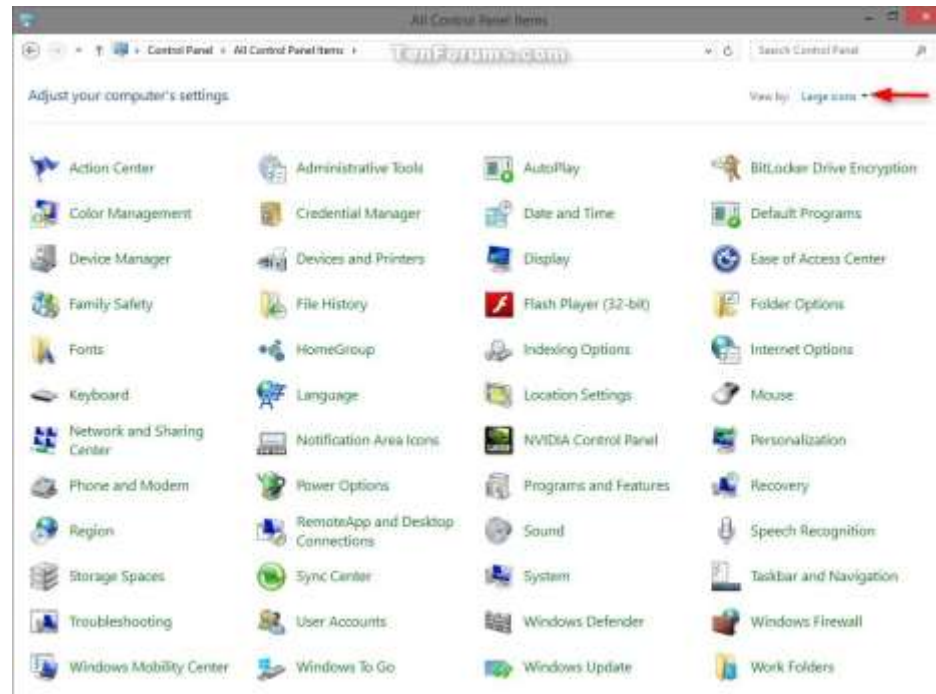 All Control Panel Items
Control Panel All Control Panel Items
TenForums.com
Search Control Panel
Adjust your computer's settings
View by: Large icons
Action Center
Administrative Tools
AutoPlay
BitLocker Drive Encryption
Color Management
Credential Manager
Date and Time
Default Programs
Device Manager
Devices and Printers
Display
Ease of Access Center
Family Safety
File History
Flash Player (32-bit)
Folder Options
Fonts
HomeGroup
Indexing Options
Internet Options
Keyboard
Language
Location Settings
Mouse
Network and Sharing
Center
Notification Area Icons
NVIDIA Control Panel
Personalization
Phone and Modem
Power Options
Programs and Features
Recovery
Region
RemoteApp and Desktop
Connections
Sound
Speech Recognition
Storage Spaces
Sync Center
System
Taskbar and Navigation
Troubleshooting
User Accounts
Windows Defender
Windows Firewall
Windows Mobility Center
Windows To Go
Windows Update
Work Folders